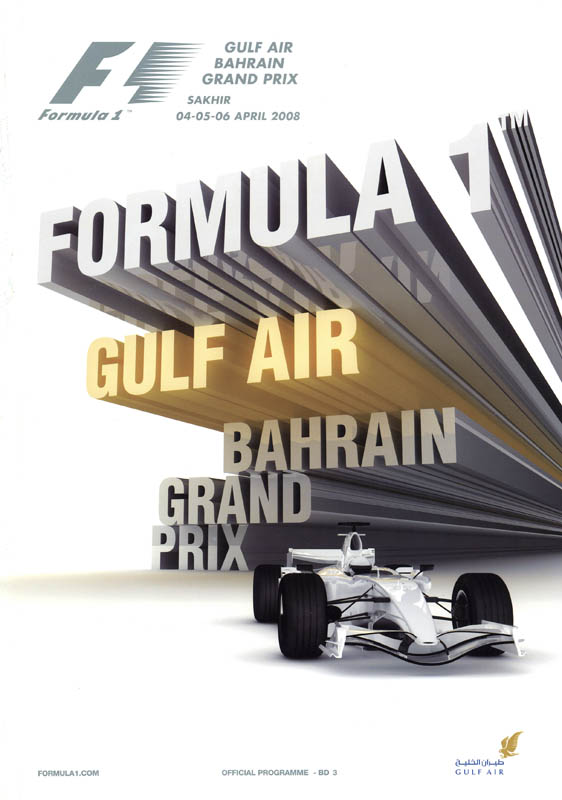 F1
Formula 1™
GULF AIR
BAHRAIN
GRAND PRIX
SAKHIR
04-05-06 APRIL 2008
FORMULA 1™
GULF AIR
BAHRAIN
GRAND
PRIX
FORMULA1.COM
OFFICIAL PROGRAMME - BD 3
طيران الخليج
GULF AIR